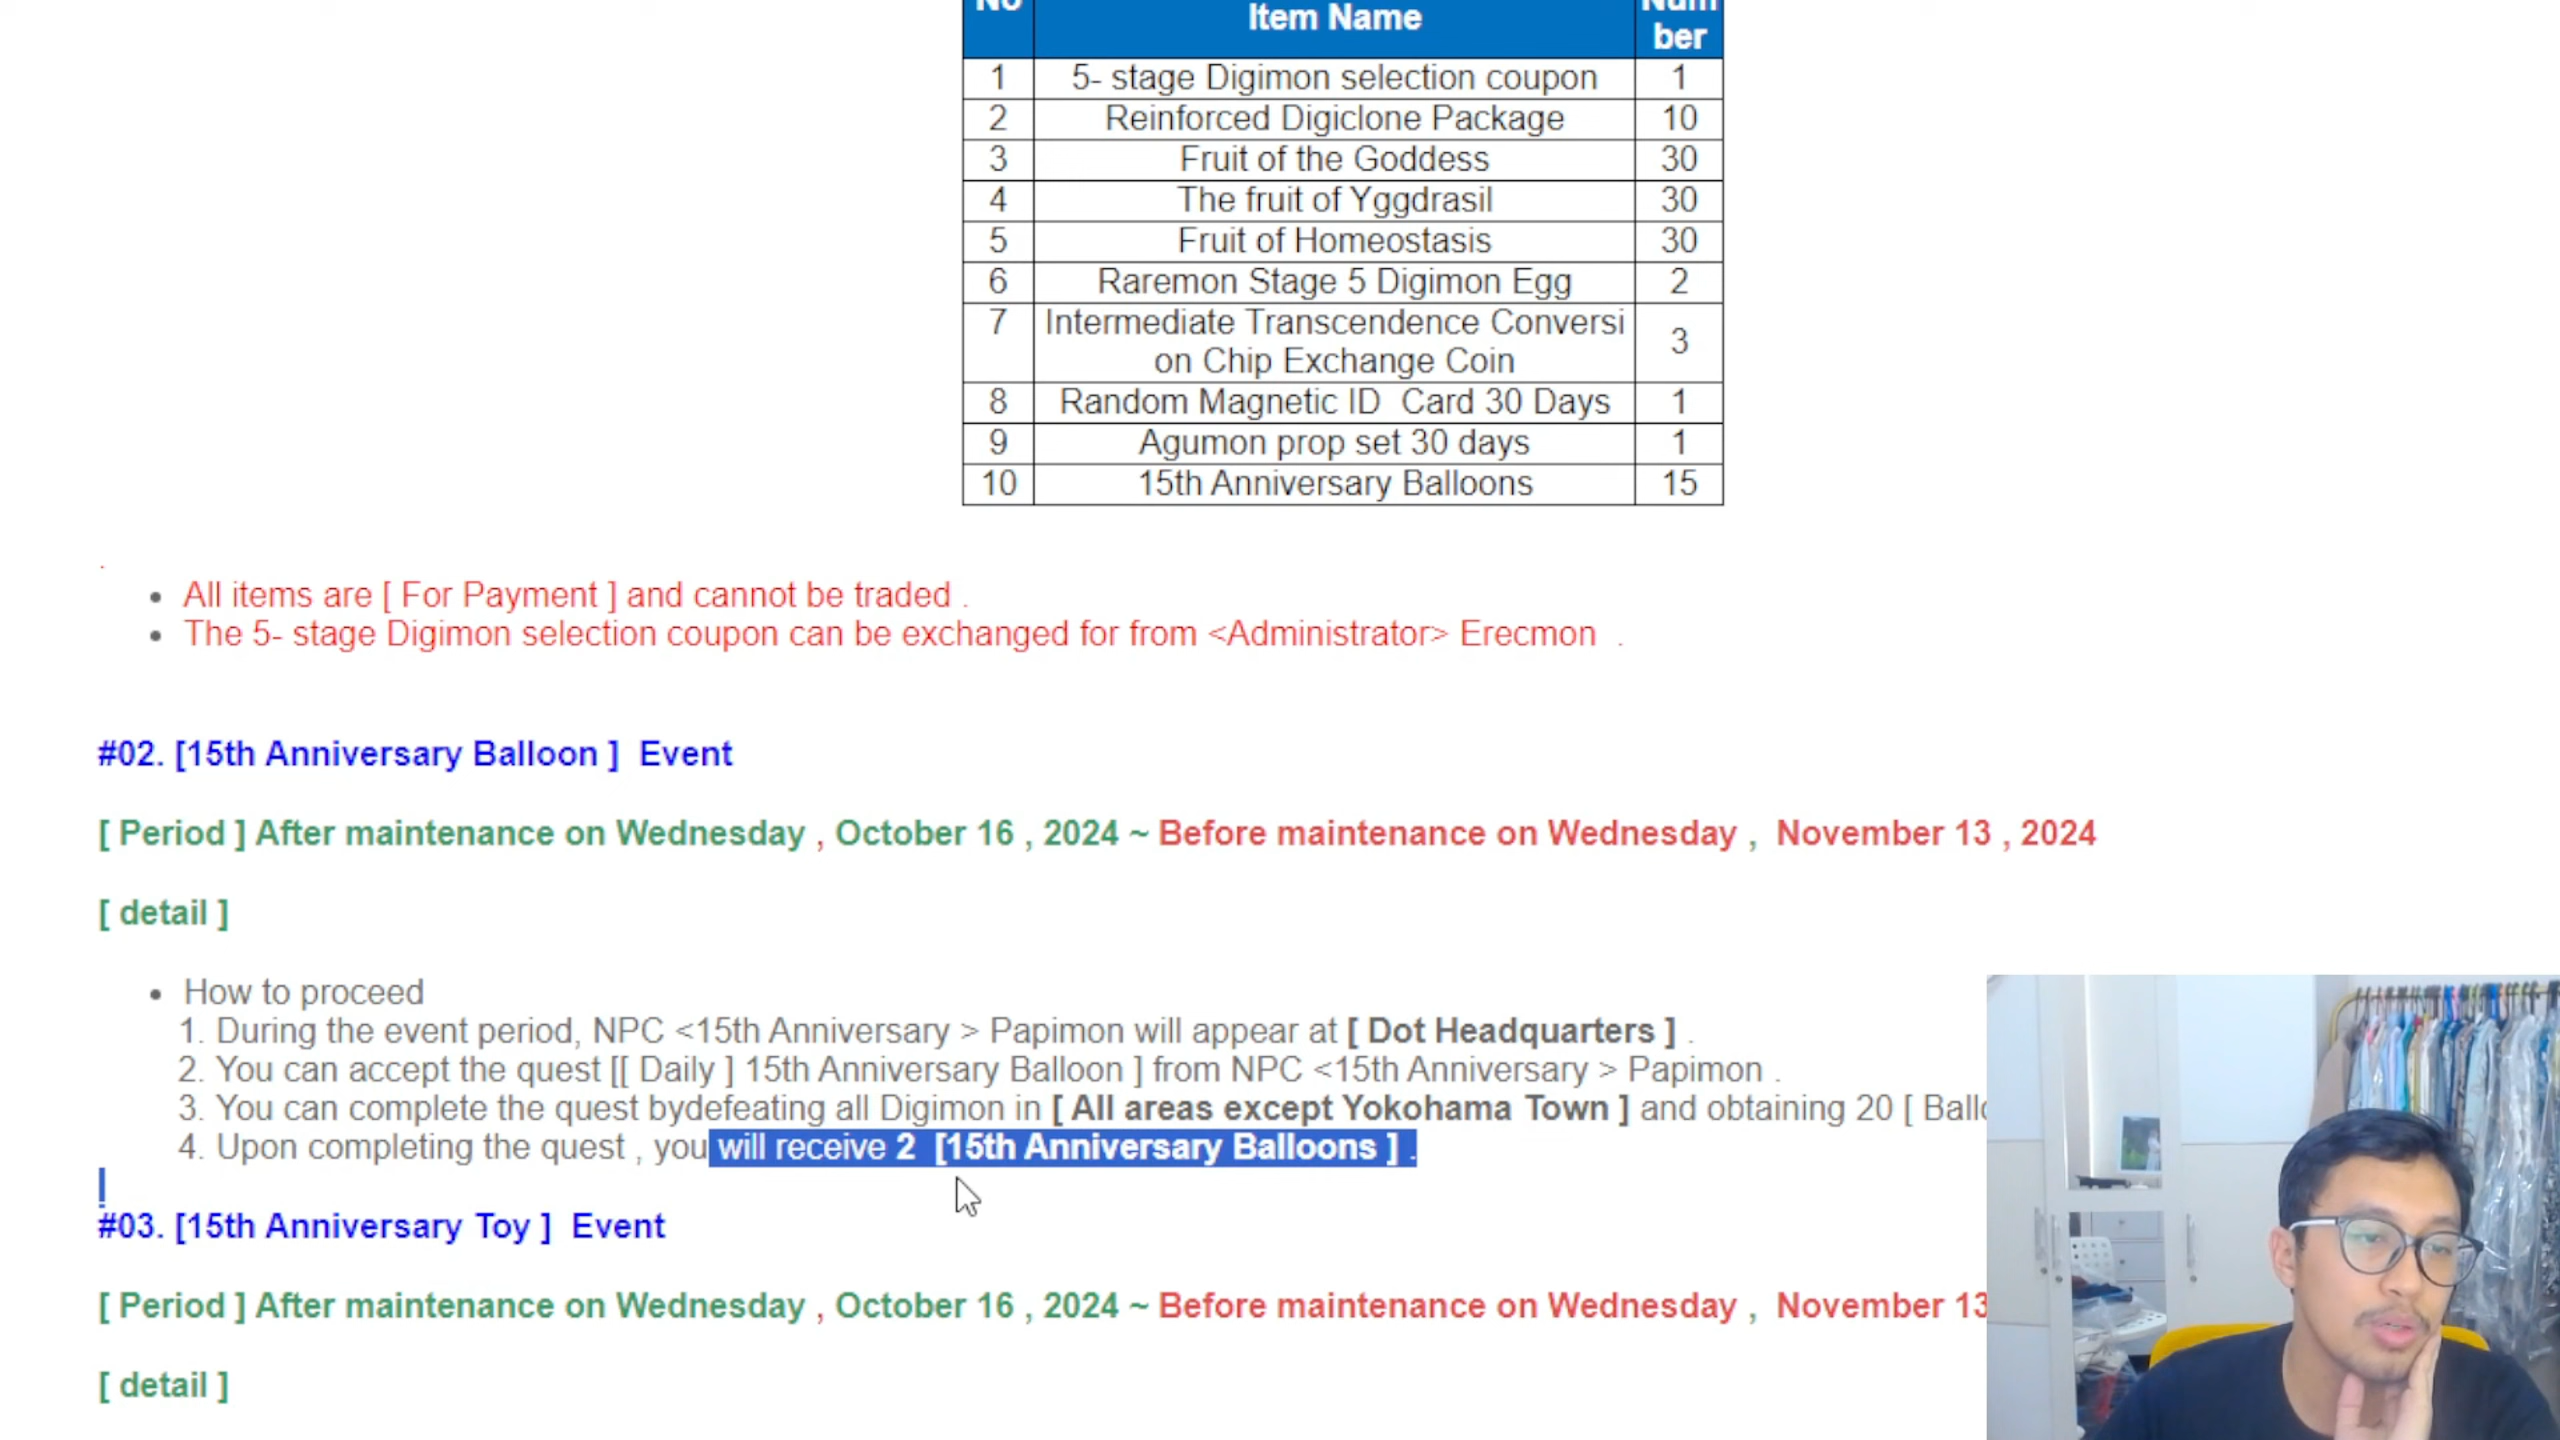 No Item Name Num
ber
1 5- stage Digimon selection coupon 1
2 Reinforced Digiclone Package 10
3 Fruit of the Goddess 30
4 The fruit of Yggdrasil 30
5 Fruit of Homeostasis 30
6 Raremon Stage 5 Digimon Egg 2
7 Intermediate Transcendence Conversi
on Chip Exchange Coin 3
8 Random Magnetic ID Card 30 Days 1
9 Agumon prop set 30 days 1
10 15th Anniversary Balloons 15
.
• All items are [ For Payment ] and cannot be traded .
• The 5- stage Digimon selection coupon can be exchanged for from <Administrator> Erecmon .
#02. [15th Anniversary Balloon ] Event
[ Period ] After maintenance on Wednesday , October 16 , 2024 ~ Before maintenance on Wednesday , November 13 , 2024
[ detail ]
• How to proceed
1. During the event period, NPC <15th Anniversary > Papimon will appear at [ Dot Headquarters ] .
2. You can accept the quest [[ Daily ] 15th Anniversary Balloon ] from NPC <15th Anniversary > Papimon .
3. You can complete the quest bydefeating all Digimon in [ All areas except Yokohama Town ] and obtaining 20 [
4. Upon completing the quest , you will receive 2 [15th Anniversary Balloons ] .
#03. [15th Anniversary Toy ] Event
[ Period ] After maintenance on Wednesday , October 16 , 2024 ~ Before maintenance on Wednesday , November 13
[ detail ]